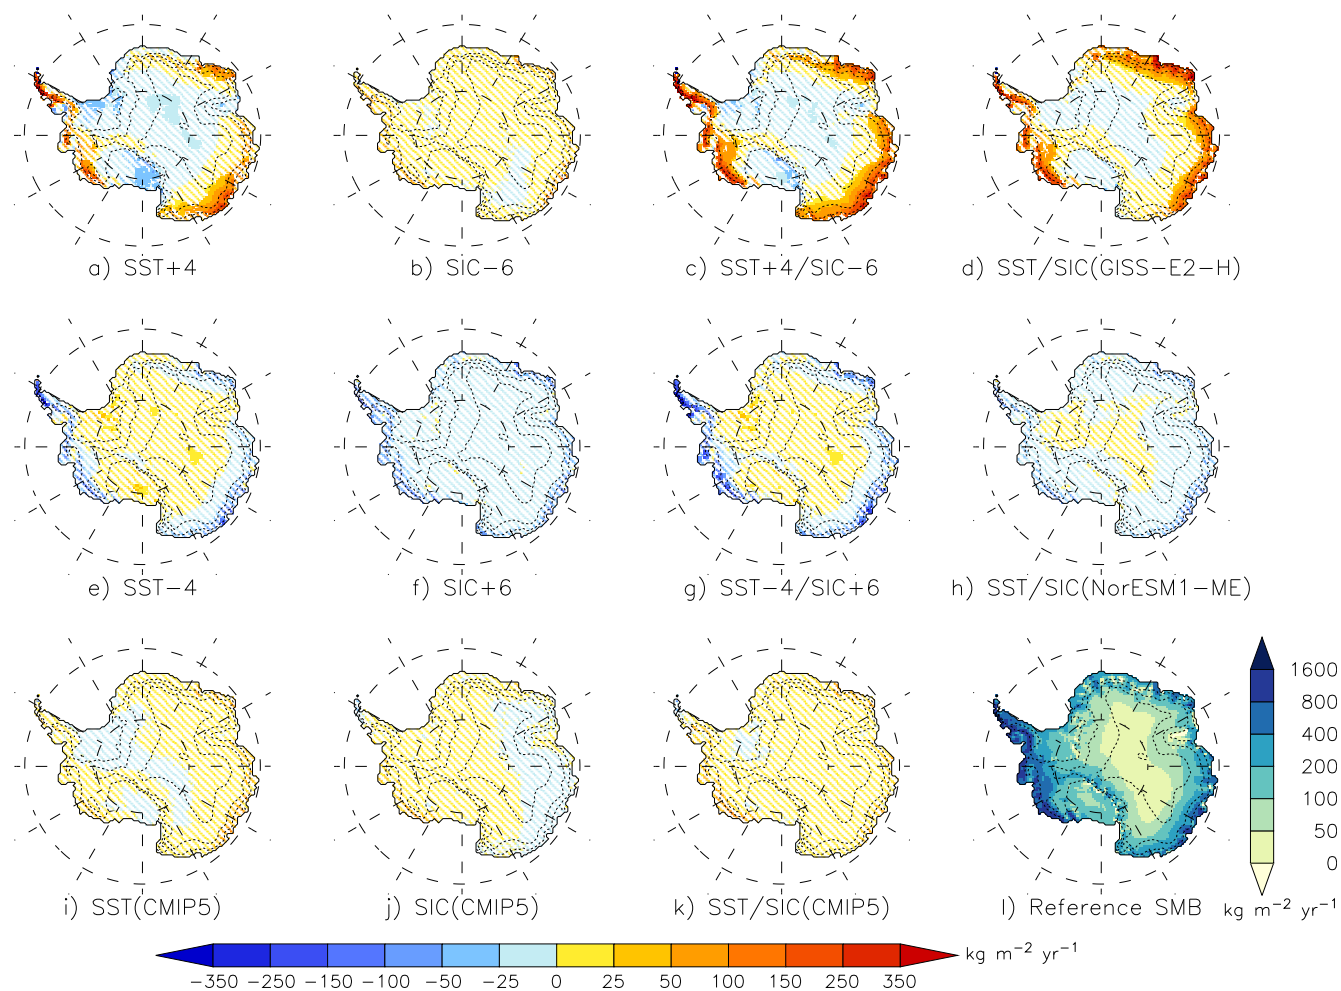 a) SST+4
b) SIC−6
c) SST+4/SIC−6
d) SST/SIC(GISS−E2−H)
e) SST−4
f) SIC+6
g) SST−4/SIC+6
h) SST/SIC(NorESM1−ME)
1600
800
400
200
100
50
0
i) SST(CMIP5)
j) SIC(CMIP5)
k) SST/SIC(CMIP5)
l) Reference SMB
kg m⁻² yr⁻¹
kg m⁻² yr⁻¹
−350 −250 −150 −100 −50 −25 0 25 50 100 150 250 350